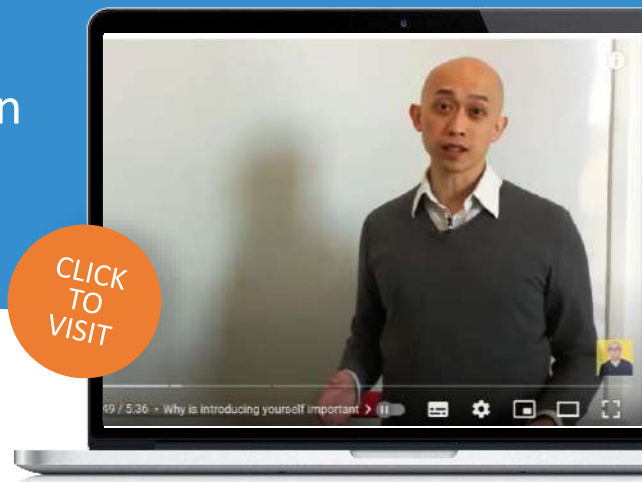 n
CLICK
TO
VISIT
49 / 5:36 • Why is introducing yourself important >